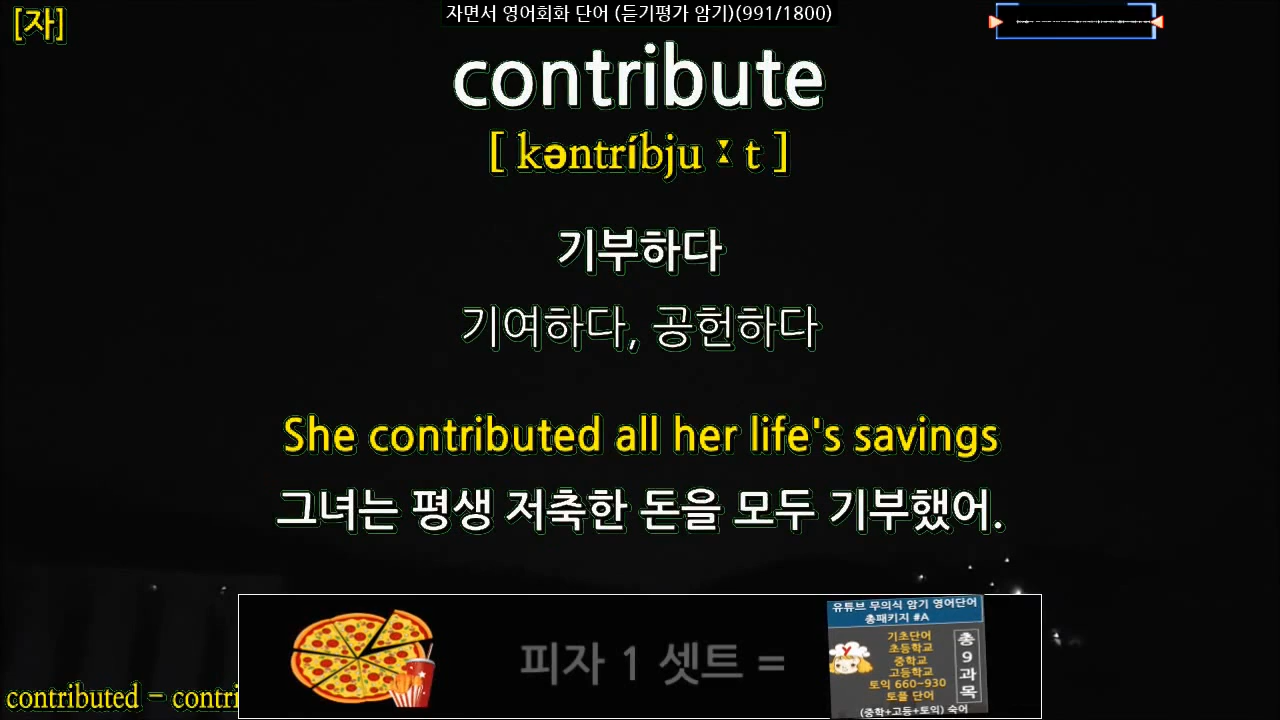 [자]
자면서 영어회화 단어 (듣기평가 암기)(991/1800)
contribute
[ kəntríbju ː t ]
기부하다
기여하다, 공헌하다
She contributed all her life's savings
그녀는 평생 저축한 돈을 모두 기부했어.
피자 1 셋트 =
유튜브 무의식 암기 영어단어
총패키지 #A
기초단어
초등학교
중학교
고등학교
토익 660~930
토플 단어
(중학+고등+토익) 숙어
총
9
과
목
contributed - contri